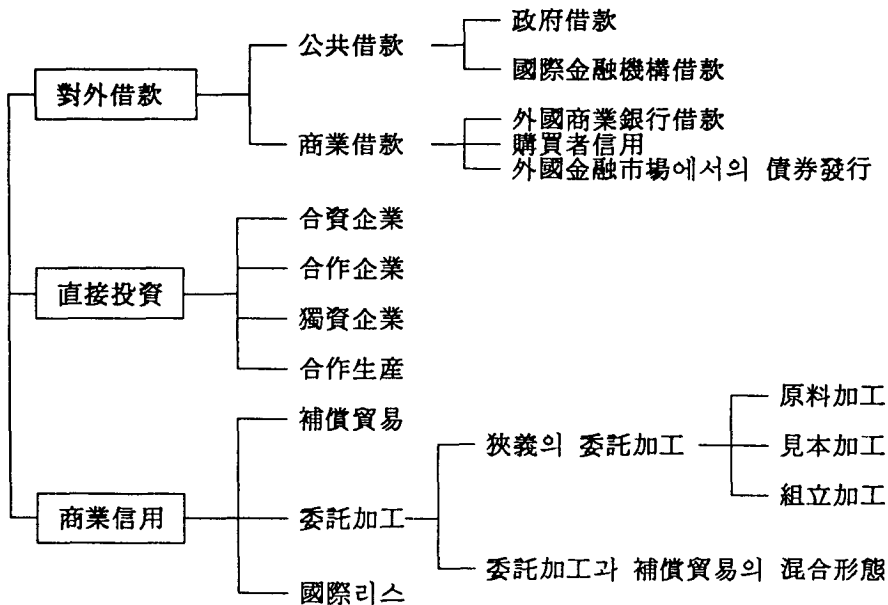 政府借款
公共借款
國際金融機構借款
對外借款
外國商業銀行借款
商業借款
購買者信用
外國金融市場에서의 債券發行
合資企業
合作企業
直接投資
獨資企業
合作生産
原料加工
補償貿易
狹義의 委託加工
見本加工
組立加工
商業信用
委託加工
委託加工과 補償貿易의 混合形態
國際리스